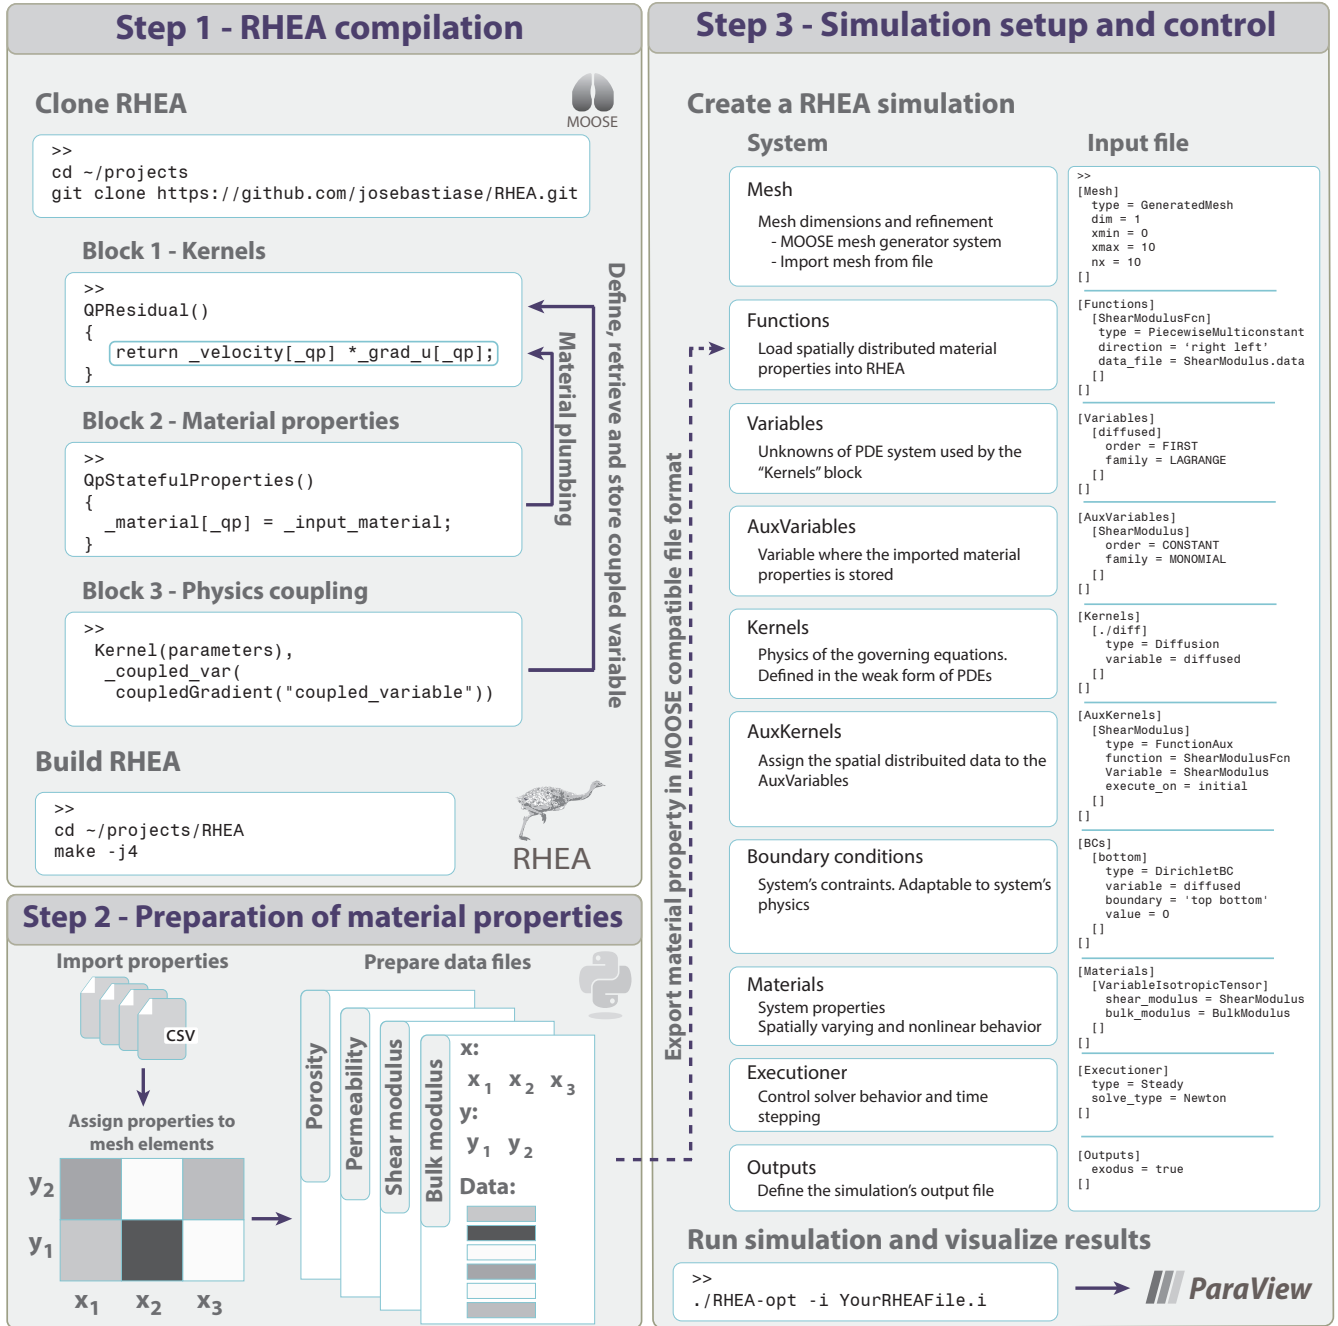 Step 1 - RHEA compilation
Clone RHEA
MOOSE
>>
cd ~/projects
git clone https://github.com/josebastiase/RHEA.git
Block 1 - Kernels
>>
QPResidual()
{
return _velocity[_qp] *_grad_u[_qp];
}
Block 2 - Material properties
>>
QpStatefulProperties()
{
_material[_qp] = _input_material;
}
Block 3 - Physics coupling
>>
Kernel(parameters),
_coupled_var(
coupledGradient("coupled_variable"))
Material plumbing
Define, retrieve and store coupled variable
Build RHEA
>>
cd ~/projects/RHEA
make -j4
RHEA
Step 2 - Preparation of material properties
Import properties
CSV
Assign properties to
mesh elements
y2
y1
x1 x2 x3
Prepare data files
Porosity
Permeability
Shear modulus
Bulk modulus
x:
x1 x2 x3
y:
y1 y2
Data:
Export material property in MOOSE compatible file format
Step 3 - Simulation setup and control
Create a RHEA simulation
System
Mesh
Mesh dimensions and refinement
- MOOSE mesh generator system
- Import mesh from file
Functions
Load spatially distributed material
properties into RHEA
Variables
Unknowns of PDE system used by the
“Kernels” block
AuxVariables
Variable where the imported material
properties is stored
Kernels
Physics of the governing equations.
Defined in the weak form of PDEs
AuxKernels
Assign the spatial distribuited data to the
AuxVariables
Boundary conditions
System's contraints. Adaptable to system's
physics
Materials
System properties
Spatially varying and nonlinear behavior
Executioner
Control solver behavior and time
stepping
Outputs
Define the simulation's output file
Input file
>>
[Mesh]
type = GeneratedMesh
dim = 1
xmin = 0
xmax = 10
nx = 10
[]
[Functions]
[ShearModulusFcn]
type = PiecewiseMulticonstant
direction = 'right left'
data_file = ShearModulus.data
[]
[]
[Variables]
[diffused]
order = FIRST
family = LAGRANGE
[]
[]
[AuxVariables]
[ShearModulus]
order = CONSTANT
family = MONOMIAL
[]
[]
[Kernels]
[./diff]
type = Diffusion
variable = diffused
[]
[]
[AuxKernels]
[ShearModulus]
type = FunctionAux
function = ShearModulusFcn
Variable = ShearModulus
execute_on = initial
[]
[]
[BCs]
[bottom]
type = DirichletBC
variable = diffused
boundary = 'top bottom'
value = 0
[]
[]
[Materials]
[VariableIsotropicTensor]
shear_modulus = ShearModulus
bulk_modulus = BulkModulus
[]
[]
[Executioner]
type = Steady
solve_type = Newton
[]
[Outputs]
exodus = true
[]
Run simulation and visualize results
>>
./RHEA-opt -i YourRHEAFile.i
ParaView